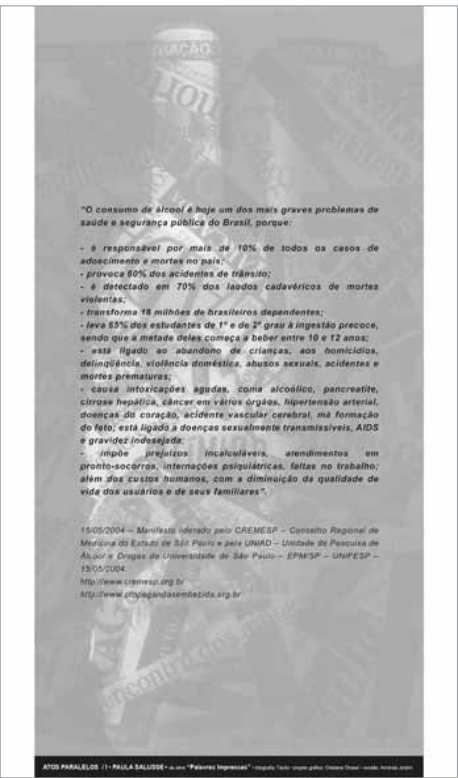 RAÇÃO
"O consumo de álcool é hoje um dos mais graves problemas de
saúde e segurança pública do Brasil, porque:
- é responsável por mais de 10% de todos os casos de
adoecimento e mortes no país;
- provoca 60% dos acidentes de trânsito;
- é detectado em 70% dos laudos cadavéricos de mortes
violentas;
- transforma 18 milhões de brasileiros dependentes;
- leva 65% dos estudantes de 1º e de 2º grau à ingestão precoce,
sendo que a metade deles começa a beber entre 10 e 12 anos;
- está ligado ao abandono de crianças, aos homicídios,
delinqüência, violência doméstica, abusos sexuais, acidentes e
mortes prematuras;
- causa intoxicações agudas, coma alcoólico, pancreatite,
cirrose hepática, câncer em vários órgãos, hipertensão arterial,
doenças do coração, acidente vascular cerebral, má formação
do feto; está ligado a doenças sexualmente transmissíveis, AIDS
e gravidez indesejada;
- impõe prejuízos incalculáveis, atendimentos em
pronto-socorros, internações psiquiátricas, faltas no trabalho;
além dos custos humanos, com a diminuição da qualidade de
vida dos usuários e de seus familiares".
15/05/2004 – Manifesto liderado pelo CREMESP – Conselho Regional de
Medicina do Estado de São Paulo e pela UNIAD – Unidade de Pesquisa de
Álcool e Drogas da Universidade de São Paulo – EPM/SP – UNIFESP –
15/05/2004.
http://www.cremesp.org.br
http://www.propagandasembebida.org.br
encontro dos
ATOS PARALELOS / I • PAULA SALUSSE • da série "Palavras Impressas" •